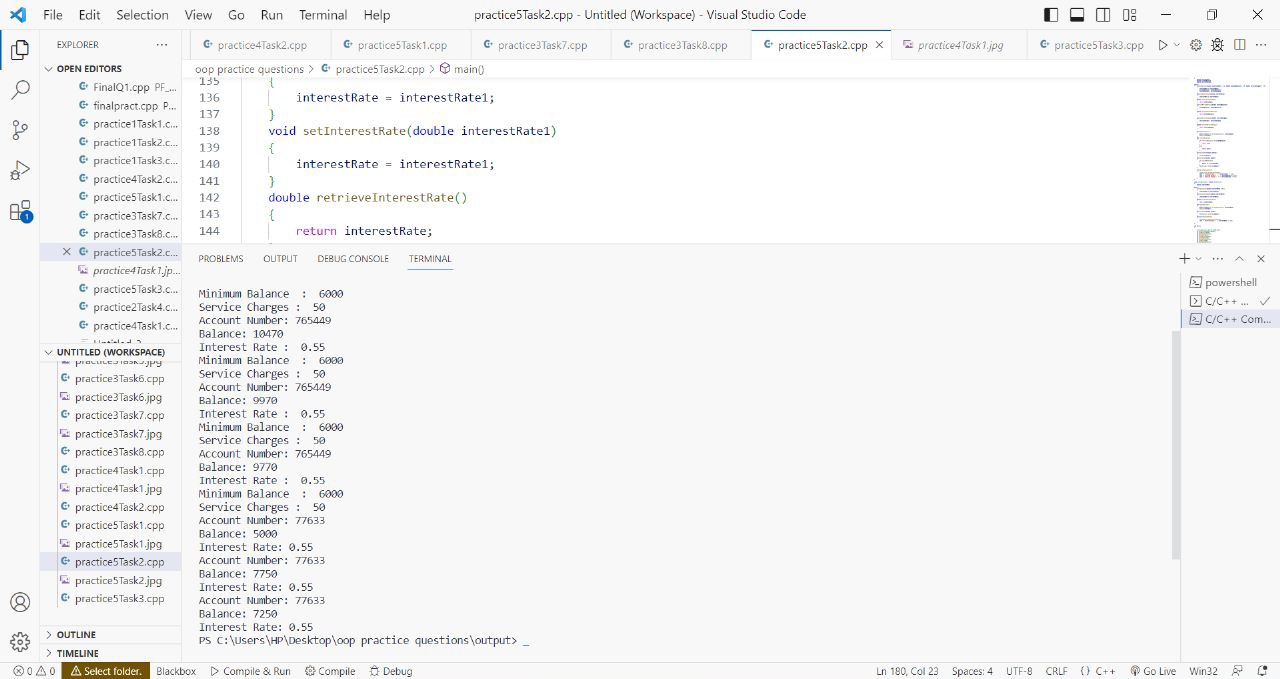 File Edit Selection View Go Run Terminal Help practice5Task2.cpp - Untitled (Workspace) - Visual Studio Code
EXPLORER
practice4Task2.cpp practice5Task1.cpp practice3Task7.cpp practice3Task8.cpp practice5Task2.cpp practice4Task1.jpg practice5Task3.cpp
OPEN EDITORS
oop practice questions > practice5Task2.cpp > main()
FinalQ1.cpp PF_...
finalpract.cpp P...
practice1Task1.c...
practice1Task2.c...
practice1Task3.c...
practice4Task2.c...
practice5Task1.c...
practice3Task7.c...
practice3Task8.c...
practice5Task2.c...
practice4Task1.jp...
practice5Task3.c...
practice2Task4.c...
practice4Task1.c...
135 {
136 interestRate = interestRate1;
137 }
138 void setinterestRate(double interestRate1)
139 {
140 interestRate = interestRate1;
141 }
142 double
143 {
144 return interestRate;
PROBLEMS OUTPUT DEBUG CONSOLE TERMINAL
Minimum Balance : 6000
Service Charges : 50
Account Number: 765449
Balance: 10470
Interest Rate : 0.55
Minimum Balance : 6000
Service Charges : 50
Account Number: 765449
Balance: 9970
Interest Rate : 0.55
Minimum Balance : 6000
Service Charges : 50
Account Number: 765449
Balance: 9770
Interest Rate : 0.55
Minimum Balance : 6000
Service Charges : 50
Account Number: 77633
Balance: 5000
Interest Rate: 0.55
Account Number: 77633
Balance: 7750
Interest Rate: 0.55
Account Number: 77633
Balance: 7250
Interest Rate: 0.55
PS C:\Users\HP\Desktop\oop practice questions\output> _
powershell
C/C++ ...
C/C++ Com...
1
UNTITLED (WORKSPACE)
practice3Task5.jpg
practice3Task6.cpp
practice3Task6.jpg
practice3Task7.cpp
practice3Task7.jpg
practice3Task8.cpp
practice4Task1.cpp
practice4Task1.jpg
practice4Task2.cpp
practice5Task1.cpp
practice5Task1.jpg
practice5Task2.cpp
practice5Task2.jpg
practice5Task3.cpp
OUTLINE
TIMELINE
0 0 Select folder. Blackbox Compile & Run Compile Debug Ln 180, Col 23 Spaces: 4 UTF-8 CRLF {} C++ Go Live Win32